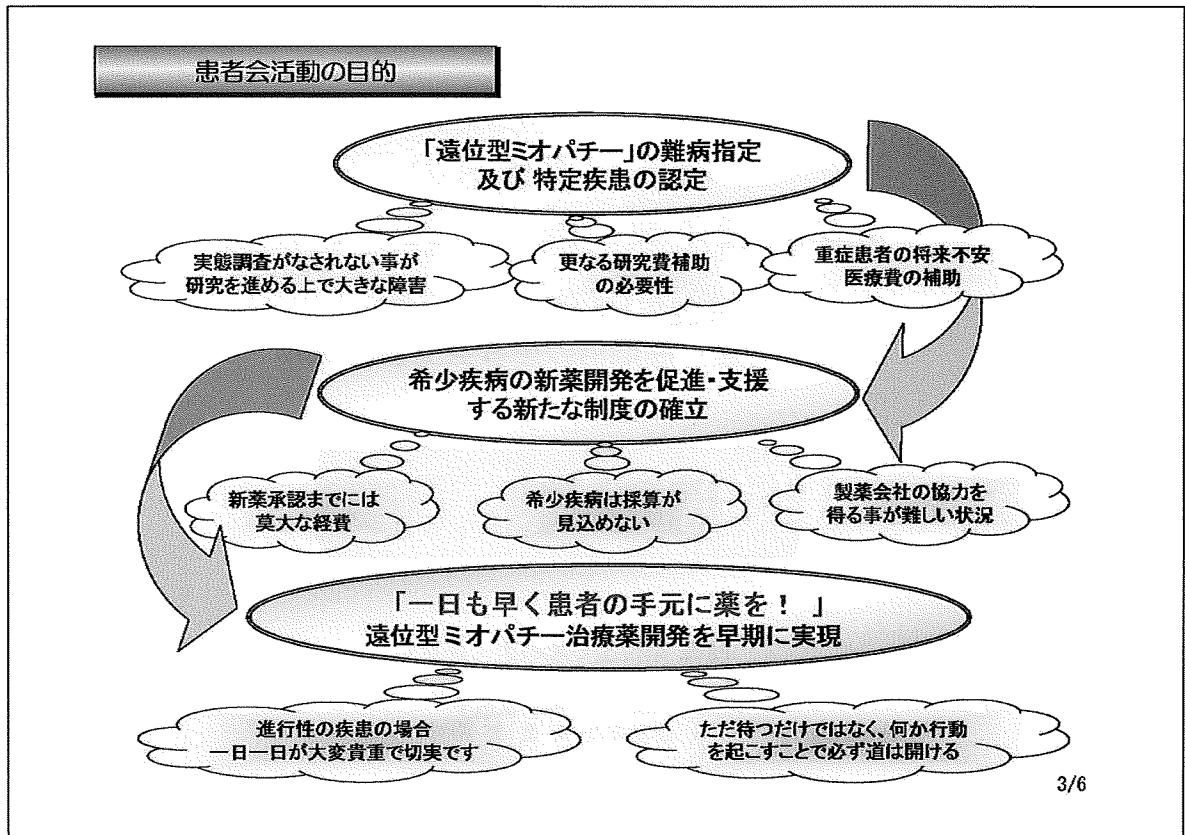 患者会活動の目的
「遠位型ミオパチー」の難病指定
及び 特定疾患の認定
実態調査がなされない事が
研究を進める上で大きな障害
更なる研究費補助
の必要性
重症患者の将来不安
医療費の補助
希少疾病の新薬開発を促進・支援
する新たな制度の確立
新薬承認までには
莫大な経費
希少疾病は採算が
見込めない
製薬会社の協力を
得る事が難しい状況
「一日も早く患者の手元に薬を！ 」
遠位型ミオパチー治療薬開発を早期に実現
進行性の疾患の場合
一日一日が大変貴重で切実です
ただ待つだけではなく、何か行動
を起こすことで必ず道は開ける
3/6